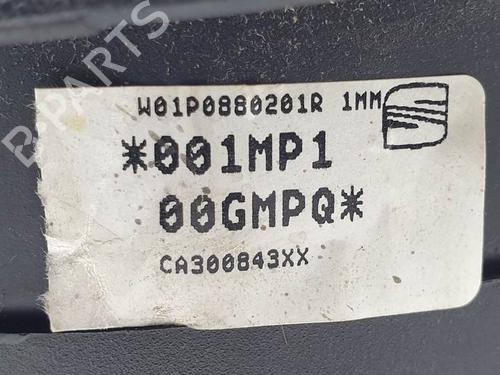 B-PARTS
W01P0880201R 1MM
*001MP1
00GMPQ*
CA300843XX